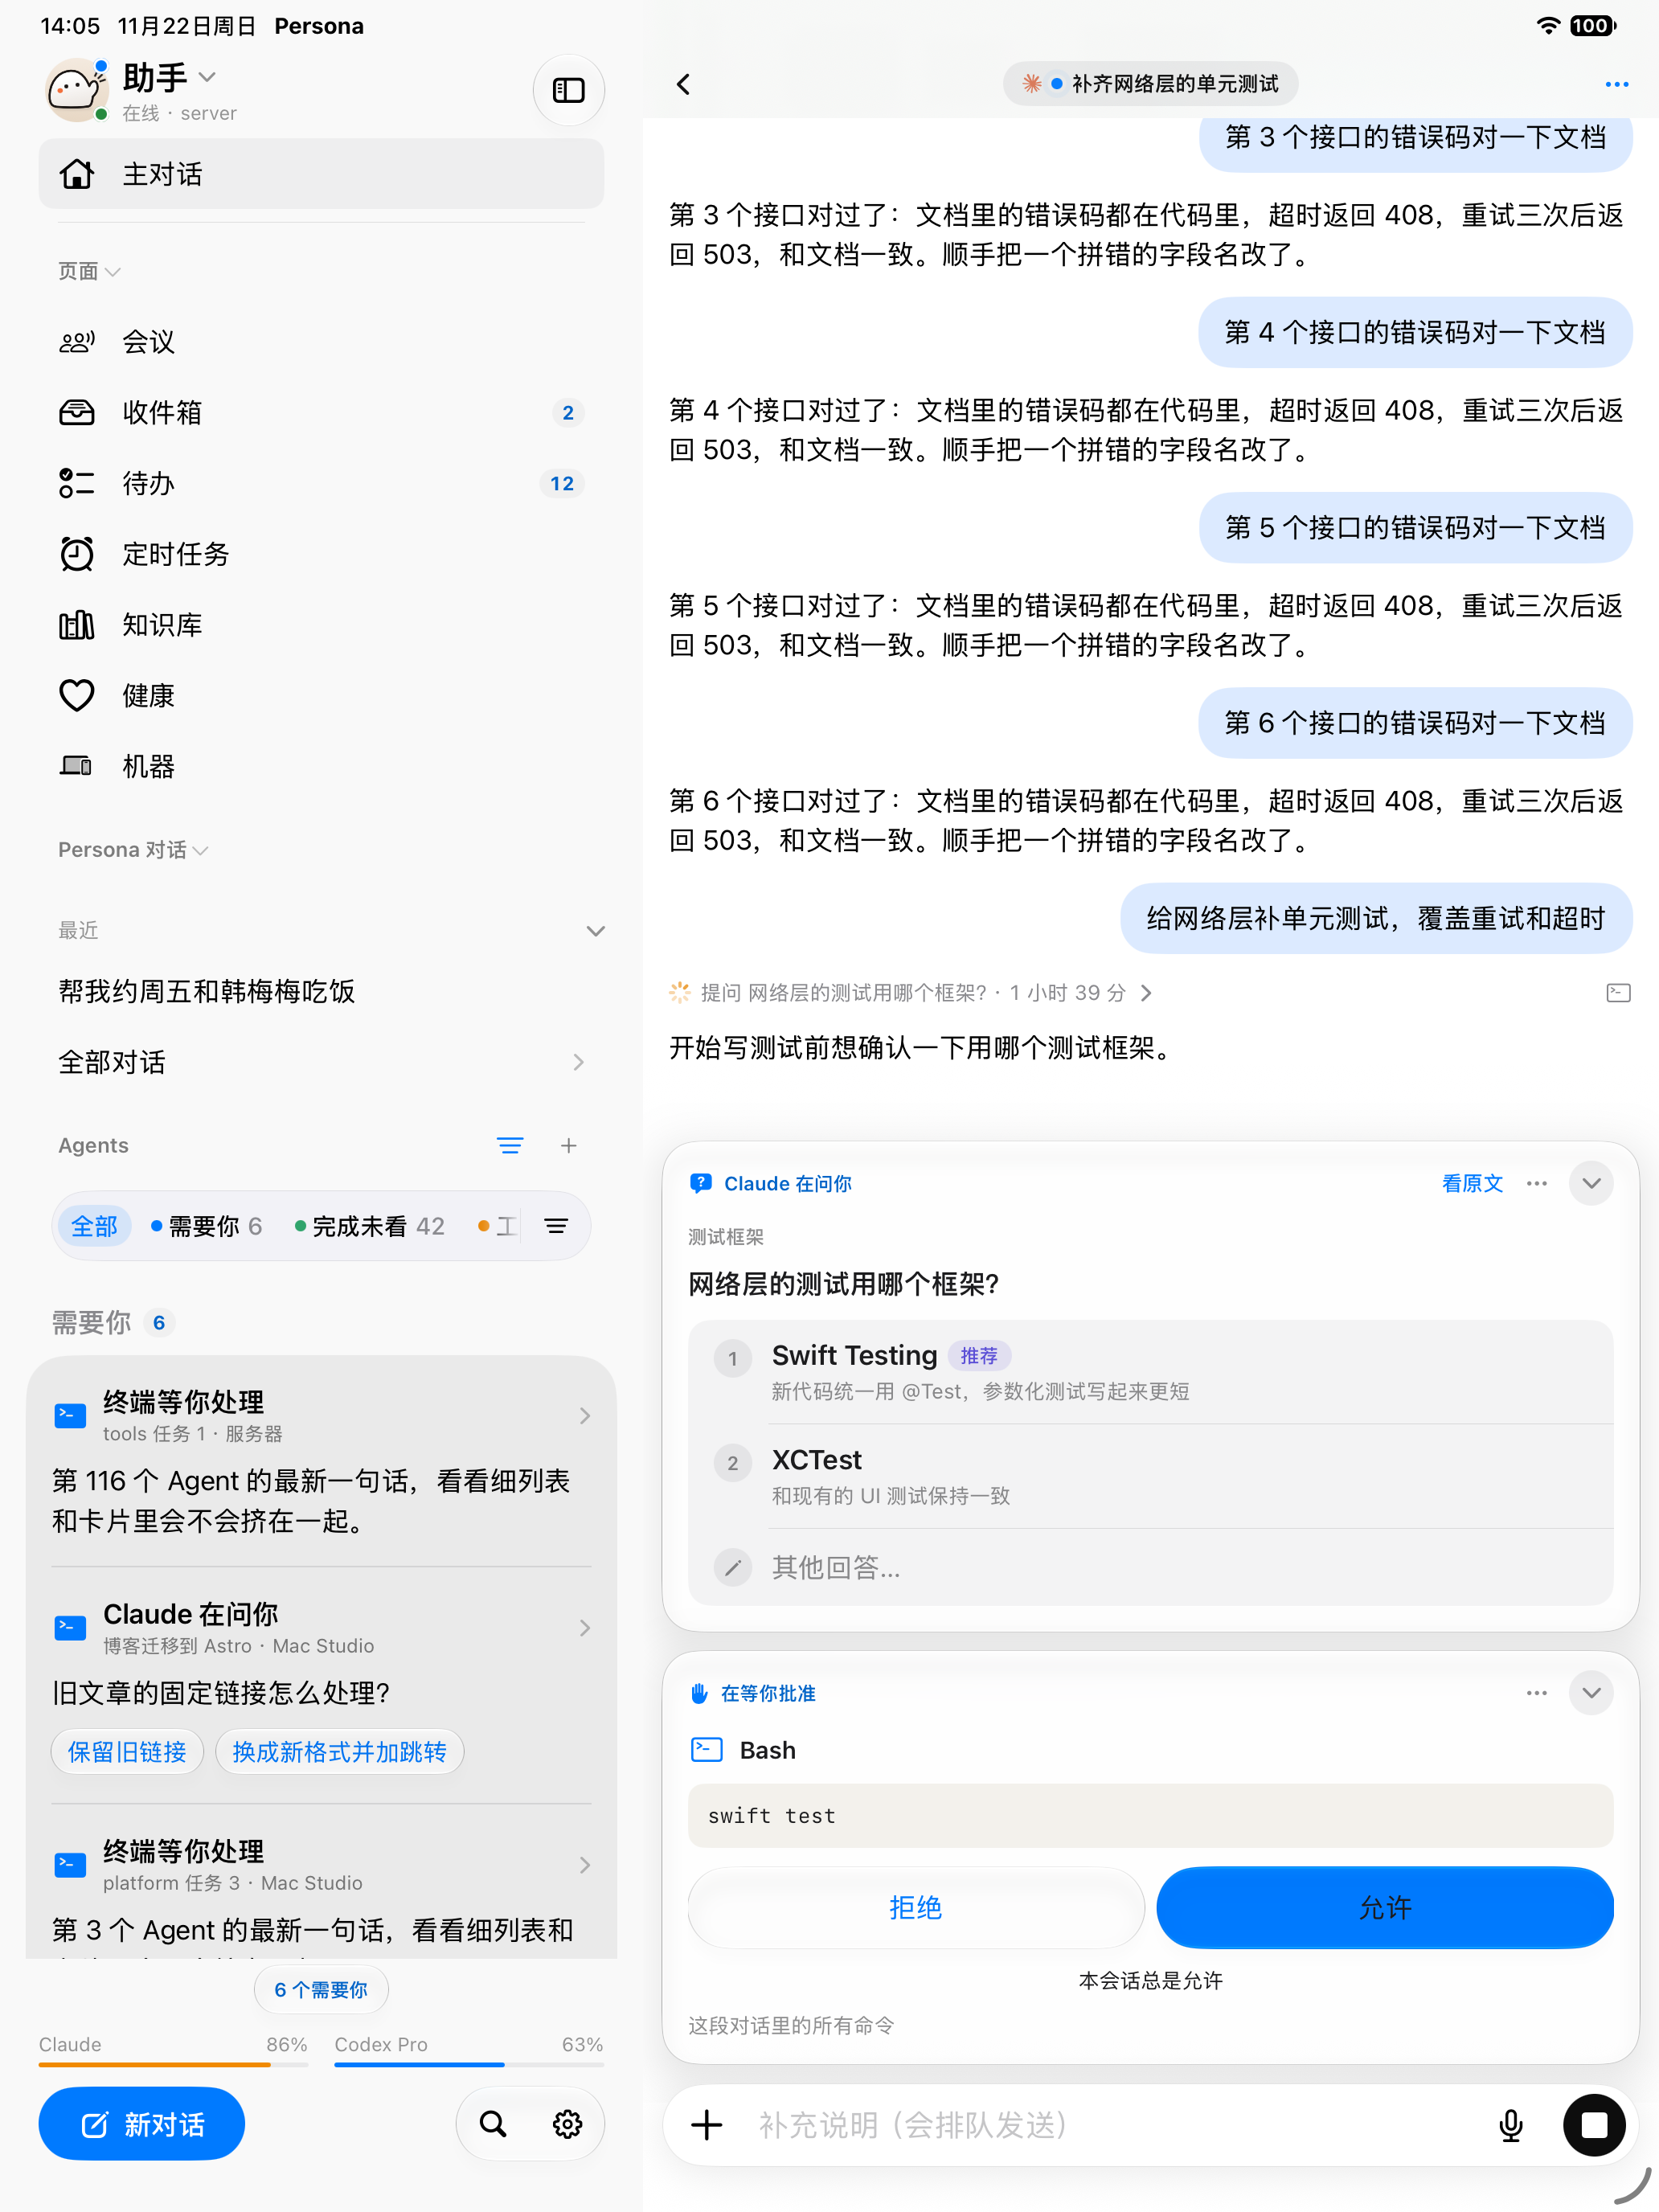 14:05 11月22日周日 Persona
100
助手
在线 · server
主对话
页面
会议
收件箱 2
待办 12
定时任务
知识库
健康
机器
Persona 对话
最近
帮我约周五和韩梅梅吃饭
全部对话
Agents
全部 需要你 6 完成未看 42
需要你 6
终端等你处理
tools 任务 1 · 服务器
第 116 个 Agent 的最新一句话，看看细列表
和卡片里会不会挤在一起。
Claude 在问你
博客迁移到 Astro · Mac Studio
旧文章的固定链接怎么处理？
保留旧链接 换成新格式并加跳转
终端等你处理
platform 任务 3 · Mac Studio
第 3 个 Agent 的最新一句话，看看细列表和
6 个需要你
Claude 86% Codex Pro 63%
新对话
补齐网络层的单元测试
第 3 个接口的错误码对一下文档
第 3 个接口对过了：文档里的错误码都在代码里，超时返回 408，重试三次后返
回 503，和文档一致。顺手把一个拼错的字段名改了。
第 4 个接口的错误码对一下文档
第 4 个接口对过了：文档里的错误码都在代码里，超时返回 408，重试三次后返
回 503，和文档一致。顺手把一个拼错的字段名改了。
第 5 个接口的错误码对一下文档
第 5 个接口对过了：文档里的错误码都在代码里，超时返回 408，重试三次后返
回 503，和文档一致。顺手把一个拼错的字段名改了。
第 6 个接口的错误码对一下文档
第 6 个接口对过了：文档里的错误码都在代码里，超时返回 408，重试三次后返
回 503，和文档一致。顺手把一个拼错的字段名改了。
给网络层补单元测试，覆盖重试和超时
提问 网络层的测试用哪个框架？ · 1 小时 39 分
开始写测试前想确认一下用哪个测试框架。
Claude 在问你 看原文
测试框架
网络层的测试用哪个框架？
1 Swift Testing 推荐
新代码统一用 @Test，参数化测试写起来更短
2 XCTest
和现有的 UI 测试保持一致
其他回答...
在等你批准
Bash
swift test
拒绝 允许
本会话总是允许
这段对话里的所有命令
补充说明（会排队发送）